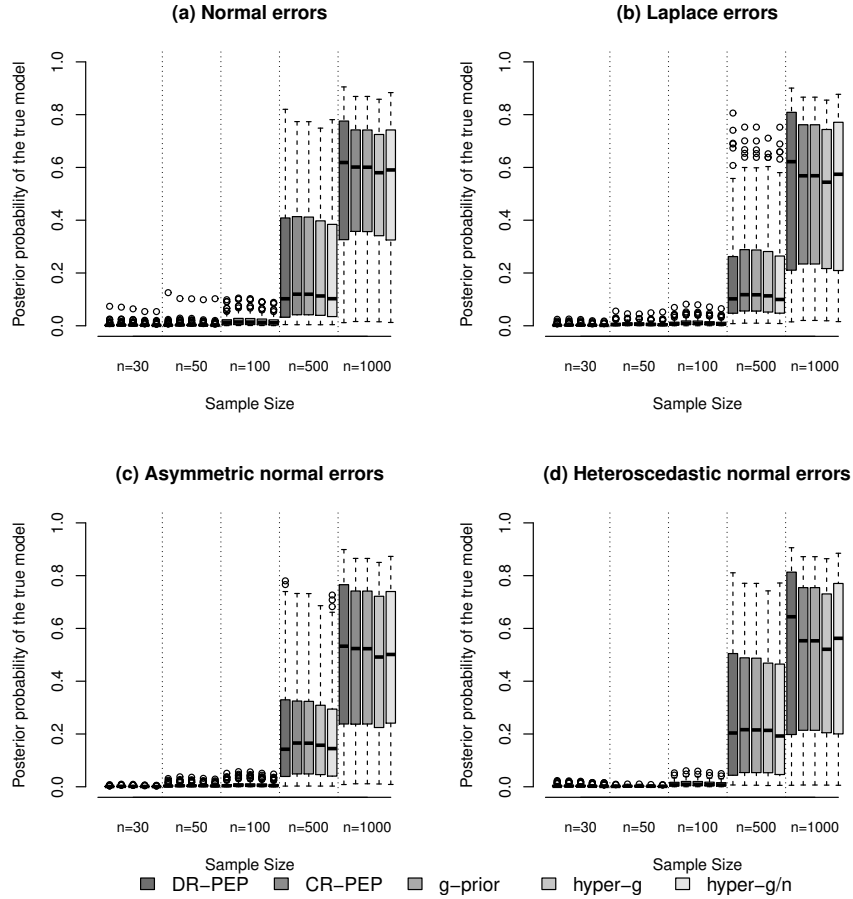 (a) Normal errors
Posterior probability of the true model
0.0 0.2 0.4 0.6 0.8 1.0
n=30 n=50 n=100 n=500 n=1000
Sample Size
(b) Laplace errors
Posterior probability of the true model
0.0 0.2 0.4 0.6 0.8 1.0
n=30 n=50 n=100 n=500 n=1000
Sample Size
(c) Asymmetric normal errors
Posterior probability of the true model
0.0 0.2 0.4 0.6 0.8 1.0
n=30 n=50 n=100 n=500 n=1000
Sample Size
(d) Heteroscedastic normal errors
Posterior probability of the true model
0.0 0.2 0.4 0.6 0.8 1.0
n=30 n=50 n=100 n=500 n=1000
Sample Size
DR−PEP CR−PEP g−prior hyper−g hyper−g/n